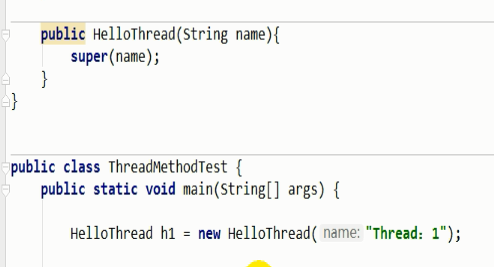 public HelloThread(String name){
super(name);
}
}
public class ThreadMethodTest {
public static void main(String[] args) {
HelloThread h1 = new HelloThread( name: "Thread: 1");